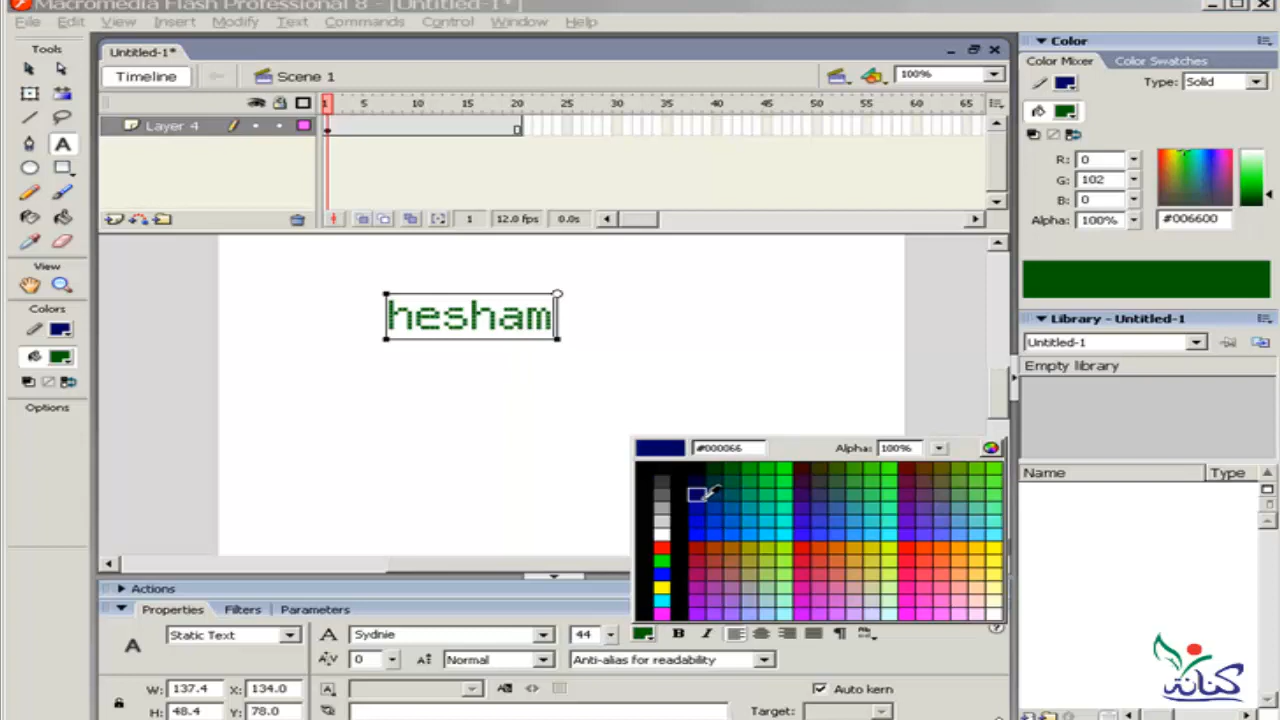 Macromedia Flash Professional 8 - [Untitled-1*]
File Edit View Insert Modify Text Commands Control Window Help
Tools
View
Colors
Options
Untitled-1*
Timeline
Scene 1
100%
1 5 10 15 20 25 30 35 40 45 50 55 60 65
Layer 4
1 12.0 fps 0.0s
hesham
#000066 Alpha: 100%
Actions
Properties Filters Parameters
A Static Text
A Sydnie 44 B I
A/V 0 Normal Anti-alias for readability
W: 137.4 X: 134.0 Auto kern
H: 48.4 Y: 78.0 Target:
Color
Color Mixer Color Swatches
Type: Solid
R: 0
G: 102
B: 0
Alpha: 100% #006600
Library - Untitled-1
Untitled-1
Empty library
Name Type
كنانة